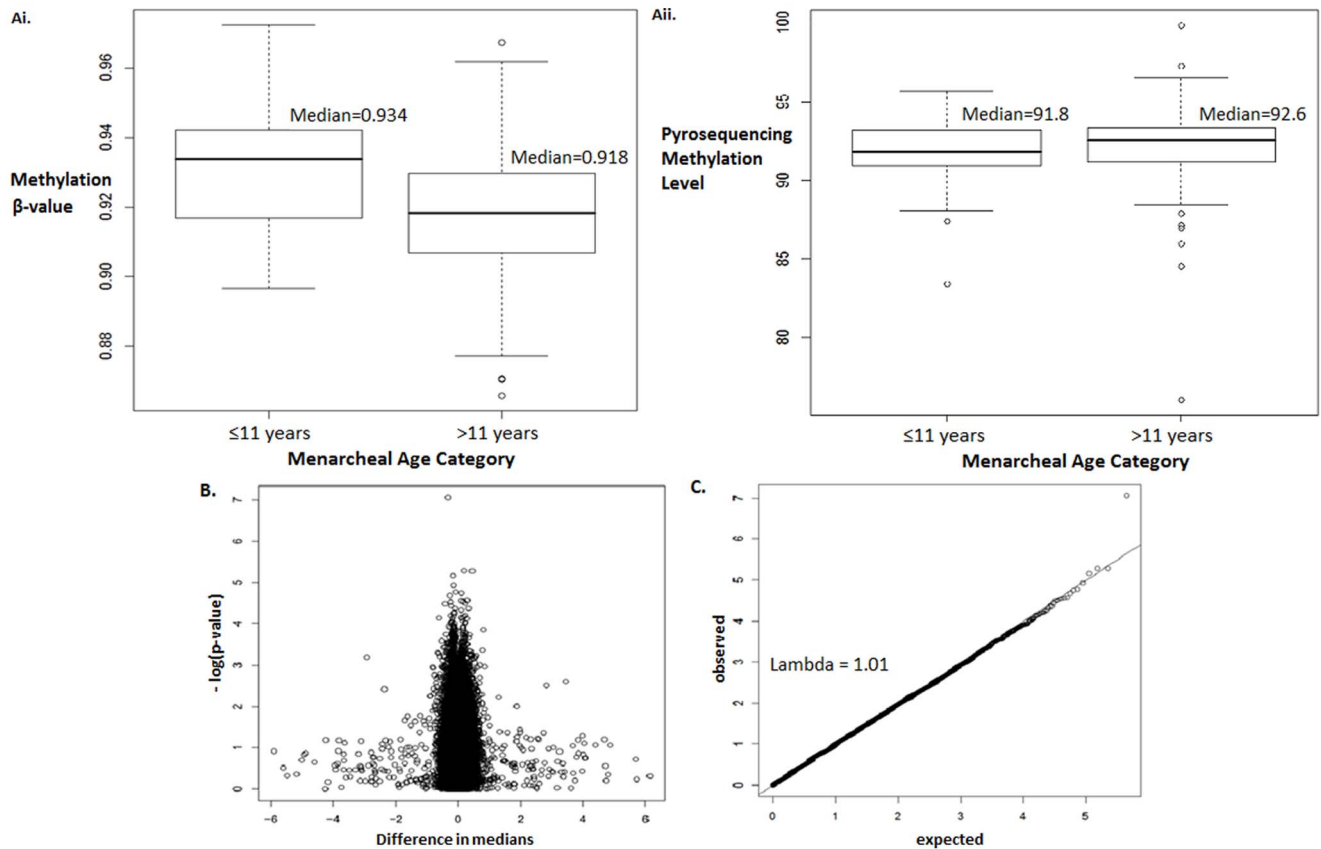 Ai.
Methylation
β-value
0.96
0.94
0.92
0.90
0.88
Median=0.934
Median=0.918
≤11 years
>11 years
Menarcheal Age Category
Aii.
Pyrosequencing
Methylation
Level
100
95
90
85
80
Median=91.8
Median=92.6
≤11 years
>11 years
Menarcheal Age Category
B.
- log(p-value)
7
6
5
4
3
2
1
0
-6
-4
-2
0
2
4
6
Difference in medians
C.
observed
7
6
5
4
3
2
1
0
Lambda = 1.01
0
1
2
3
4
5
expected